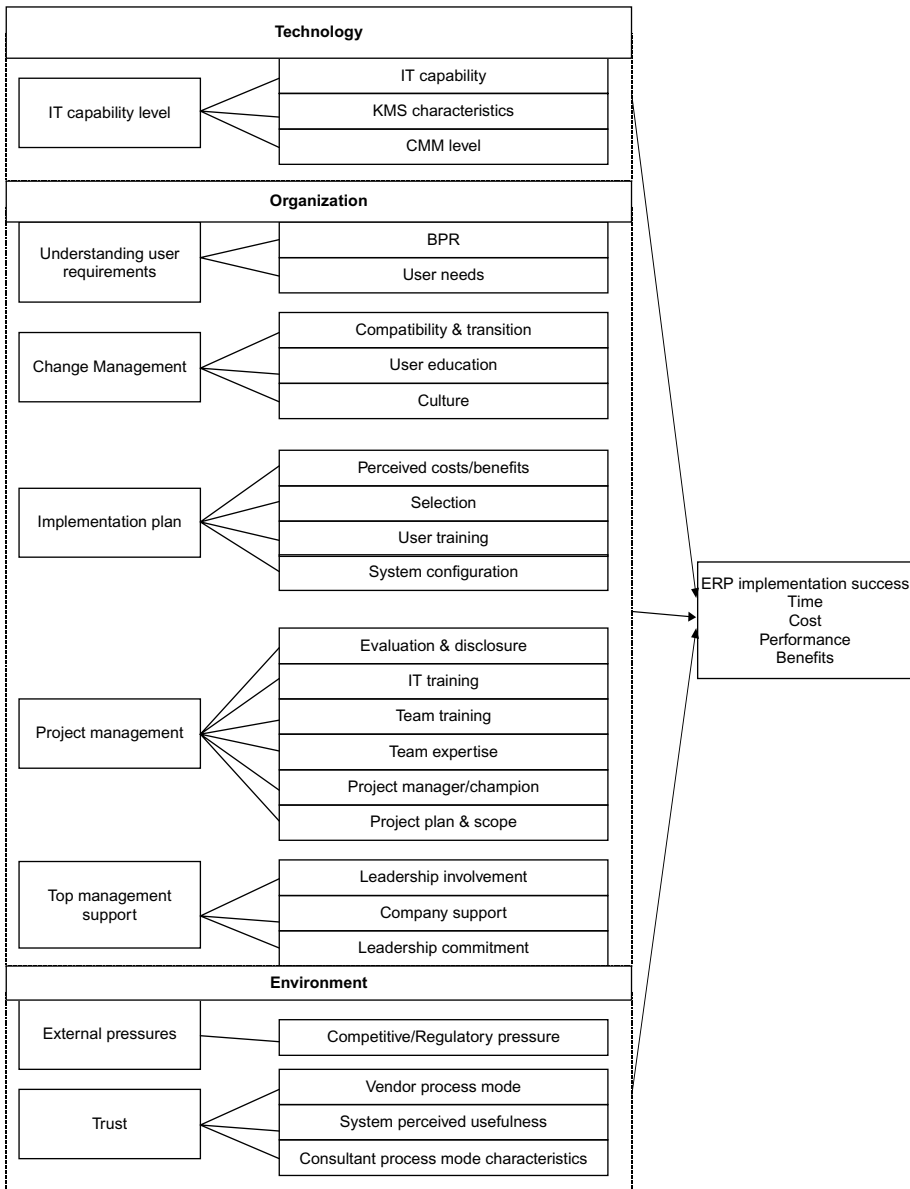 Technology
IT capability level
IT capability
KMS characteristics
CMM level
Organization
Understanding user
requirements
BPR
User needs
Change Management
Compatibility & transition
User education
Culture
Implementation plan
Perceived costs/benefits
Selection
User training
System configuration
Project management
Evaluation & disclosure
IT training
Team training
Team expertise
Project manager/champion
Project plan & scope
Top management
support
Leadership involvement
Company support
Leadership commitment
Environment
External pressures
Competitive/Regulatory pressure
Trust
Vendor process mode
System perceived usefulness
Consultant process mode characteristics
ERP implementation success
Time
Cost
Performance
Benefits